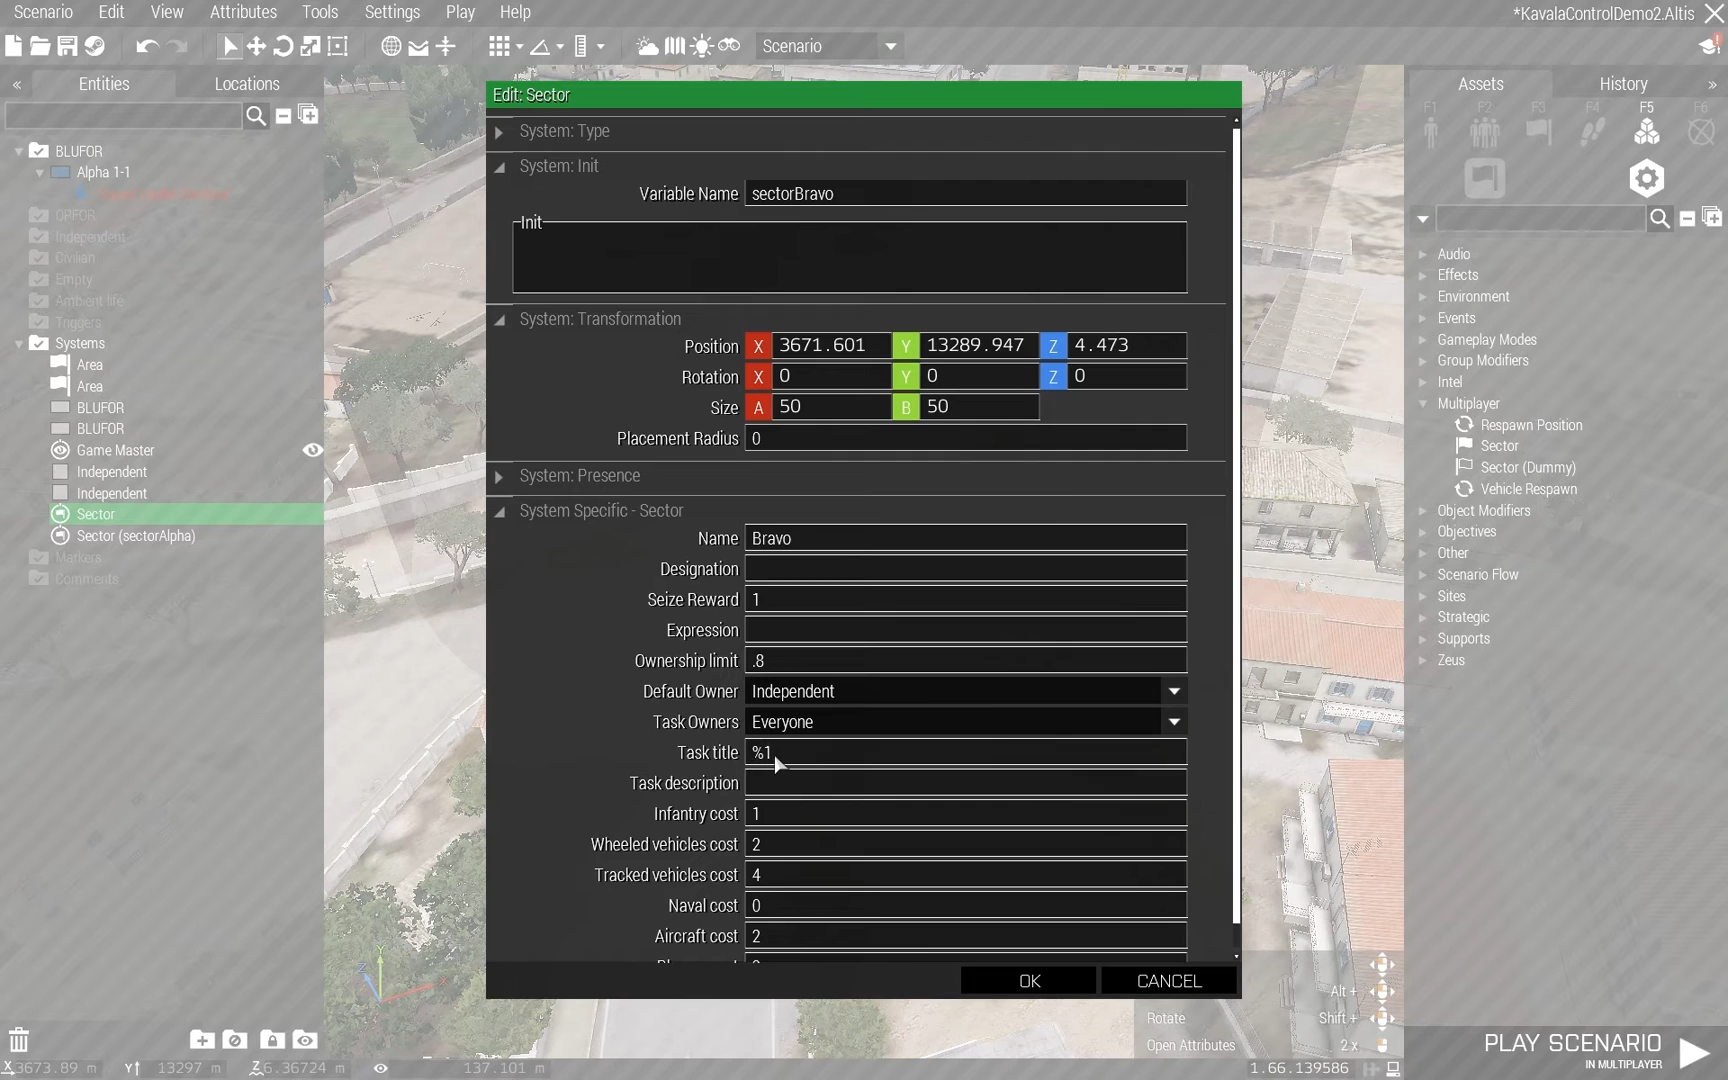 Scenario Edit View Attributes Tools Settings Play Help
*KavalaControlDemo2.Altis
Scenario
Entities
Locations
BLUFOR
Alpha 1-1
OPFOR
Independent
Civilian
Empty
Ambient life
Triggers
Systems
Area
Area
BLUFOR
BLUFOR
Game Master
Independent
Independent
Sector
Sector (sectorAlpha)
Markers
Comments
Edit: Sector
System: Type
System: Init
Variable Name sectorBravo
Init
System: Transformation
Position X 3671.601 Y 13289.947 Z 4.473
Rotation X 0 Y 0 Z 0
Size A 50 B 50
Placement Radius 0
System: Presence
System Specific - Sector
Name Bravo
Designation
Seize Reward 1
Expression
Ownership limit .8
Default Owner Independent
Task Owners Everyone
Task title %1
Task description
Infantry cost 1
Wheeled vehicles cost 2
Tracked vehicles cost 4
Naval cost 0
Aircraft cost 2
OK CANCEL
Assets
History
F1 F2 F3 F4 F5 F6
Audio
Effects
Environment
Events
Gameplay Modes
Group Modifiers
Intel
Multiplayer
Respawn Position
Sector
Sector (Dummy)
Vehicle Respawn
Object Modifiers
Objectives
Other
Scenario Flow
Sites
Strategic
Supports
Zeus
Alt +
Rotate Shift +
Open Attributes 2 x
PLAY SCENARIO
IN MULTIPLAYER
X 3673.89 m Y 13297 m Z 6.36724 m 137.101 m 1.66.139586